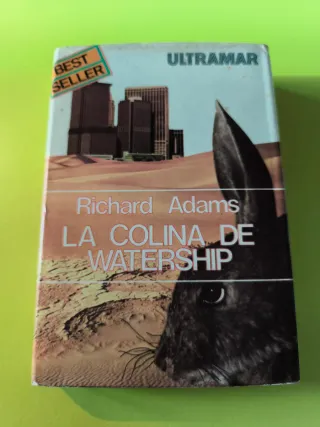 BEST
SELLER
ULTRAMAR
Richard Adams
LA COLINA DE
WATERSHIP